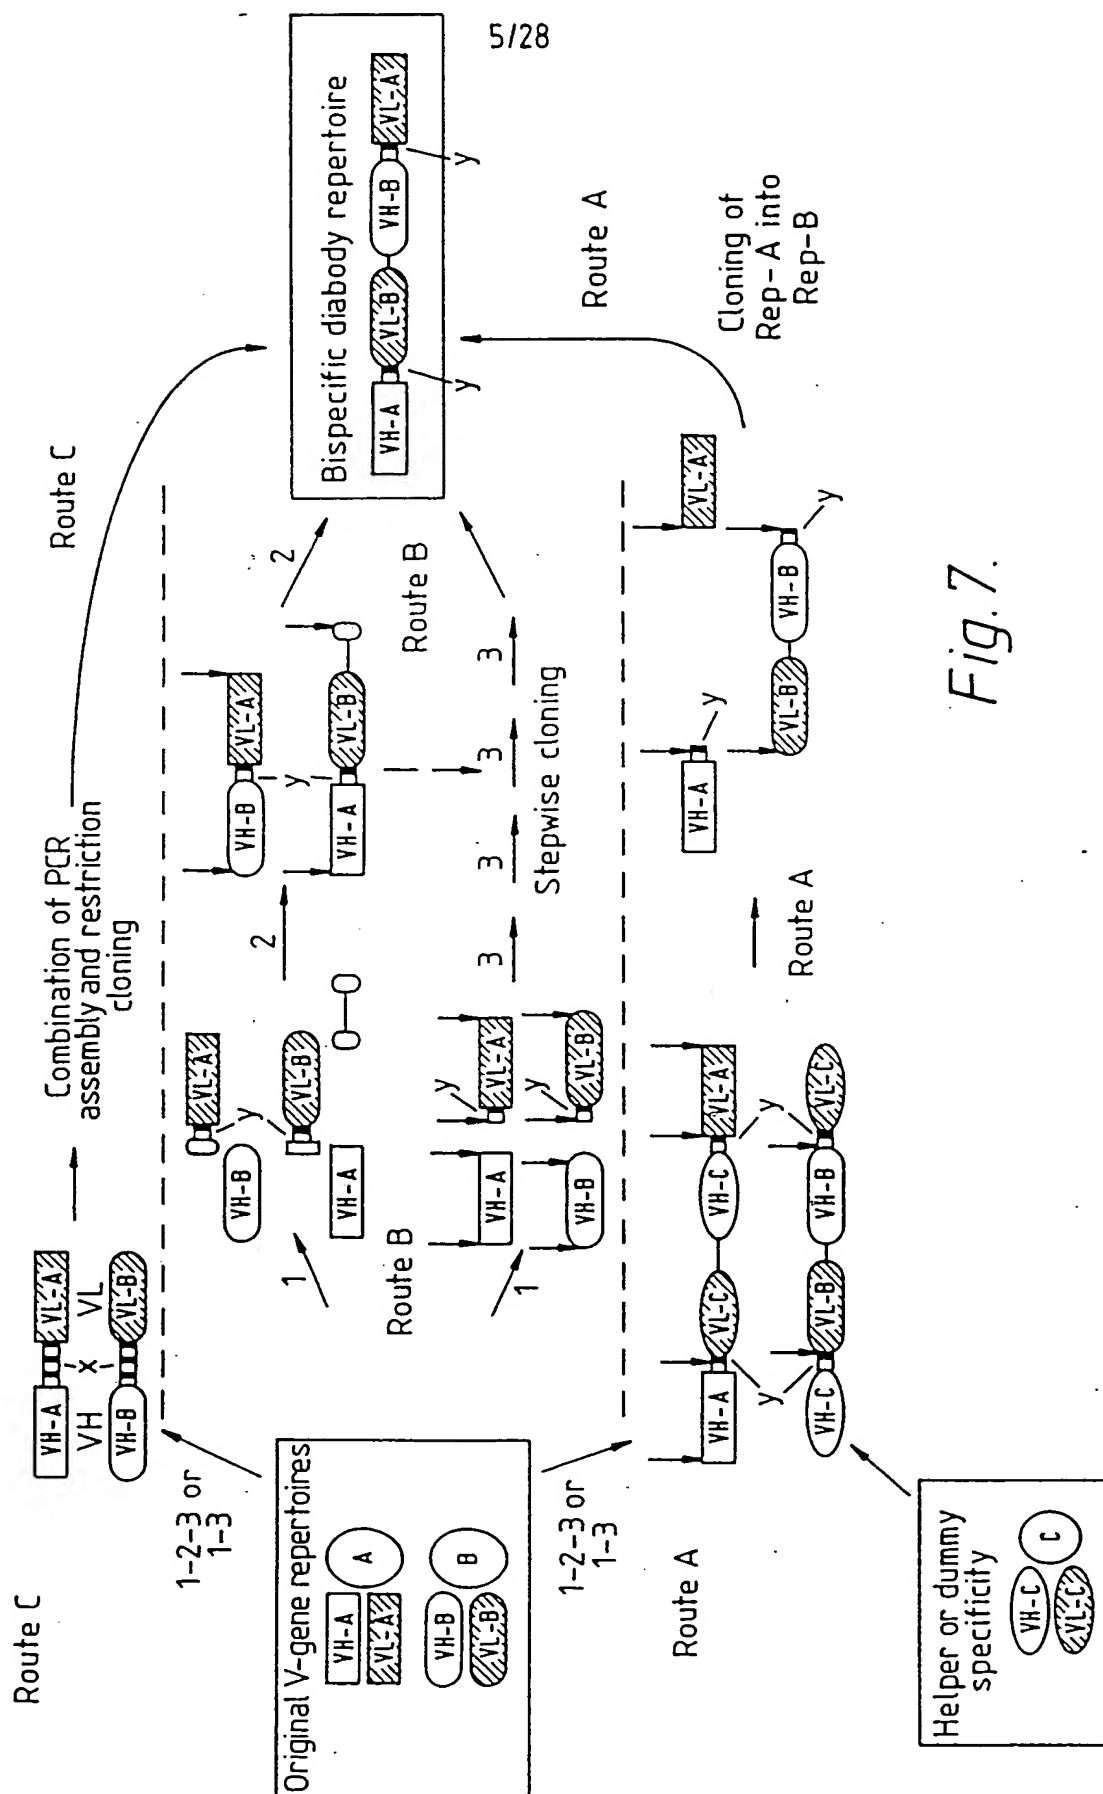 5/28
Route C
VH-A
VL-A
VH
x
VL
VH-B
VL-B
Combination of PCR
assembly and restriction
cloning
Route C
1-2-3 or
1-3
Original V-gene repertoires
VH-A
VL-A
A
VH-B
VL-B
B
1-2-3 or
1-3
Route A
Helper or dummy
specificity
VH-C
VL-C
C
1
Route B
1
VH-B
VL-A
y
VH-A
VL-B
2
VH-B
VL-A
y
VH-A
VL-B
2
Route B
VH-A
y
VL-A
VH-B
y
VL-B
3
3
3
3
Stepwise cloning
Bispecific diabody repertoire
VH-A
VL-B
VH-B
VL-A
y
y
VH-A
VL-C
VH-C
VL-A
y
y
VH-C
VL-B
VH-B
VL-C
Route A
VH-A
y
VL-A
VL-B
VH-B
y
Cloning of
Rep-A into
Rep-B
Route A
Fig. 7.